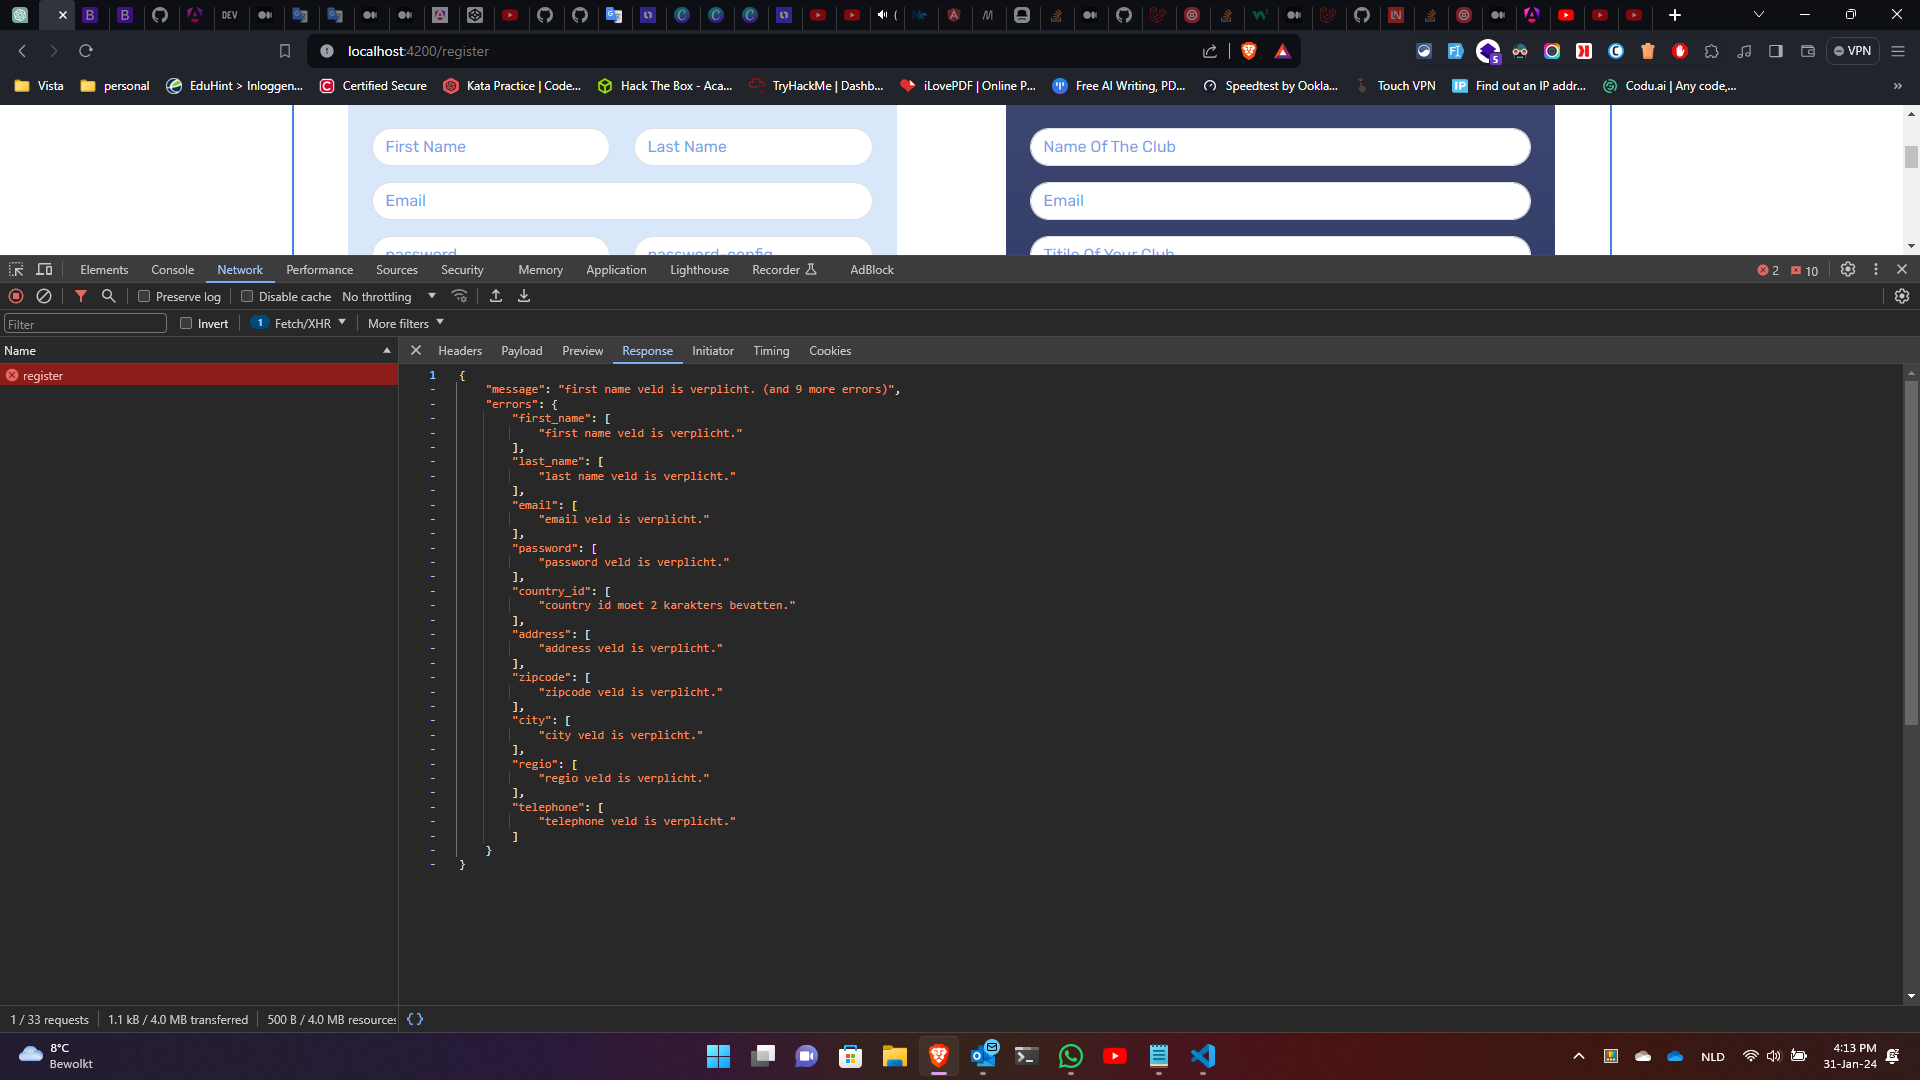 DEV
localhost:4200/register
5
VPN
Vista
personal
EduHint > Inloggen...
Certified Secure
Kata Practice | Code...
Hack The Box - Aca...
TryHackMe | Dashb...
iLovePDF | Online P...
Free AI Writing, PD...
Speedtest by Ookla...
Touch VPN
Find out an IP addr...
Codu.ai | Any code,...
»
First Name
Last Name
Name Of The Club
Email
Email
password
password-config
Titile Of Your Club
Elements
Console
Network
Performance
Sources
Security
Memory
Application
Lighthouse
Recorder
AdBlock
2
10
Preserve log
Disable cache
No throttling
Filter
Invert
1
Fetch/XHR
More filters
Name
Headers
Payload
Preview
Response
Initiator
Timing
Cookies
register
1
{
"message": "first name veld is verplicht. (and 9 more errors)",
"errors": {
"first_name": [
"first name veld is verplicht."
],
"last_name": [
"last name veld is verplicht."
],
"email": [
"email veld is verplicht."
],
"password": [
"password veld is verplicht."
],
"country_id": [
"country id moet 2 karakters bevatten."
],
"address": [
"address veld is verplicht."
],
"zipcode": [
"zipcode veld is verplicht."
],
"city": [
"city veld is verplicht."
],
"regio": [
"regio veld is verplicht."
],
"telephone": [
"telephone veld is verplicht."
]
}
}
1 / 33 requests
1.1 kB / 4.0 MB transferred
500 B / 4.0 MB resources
{ }
8°C
Bewolkt
NLD
4:13 PM
31-Jan-24